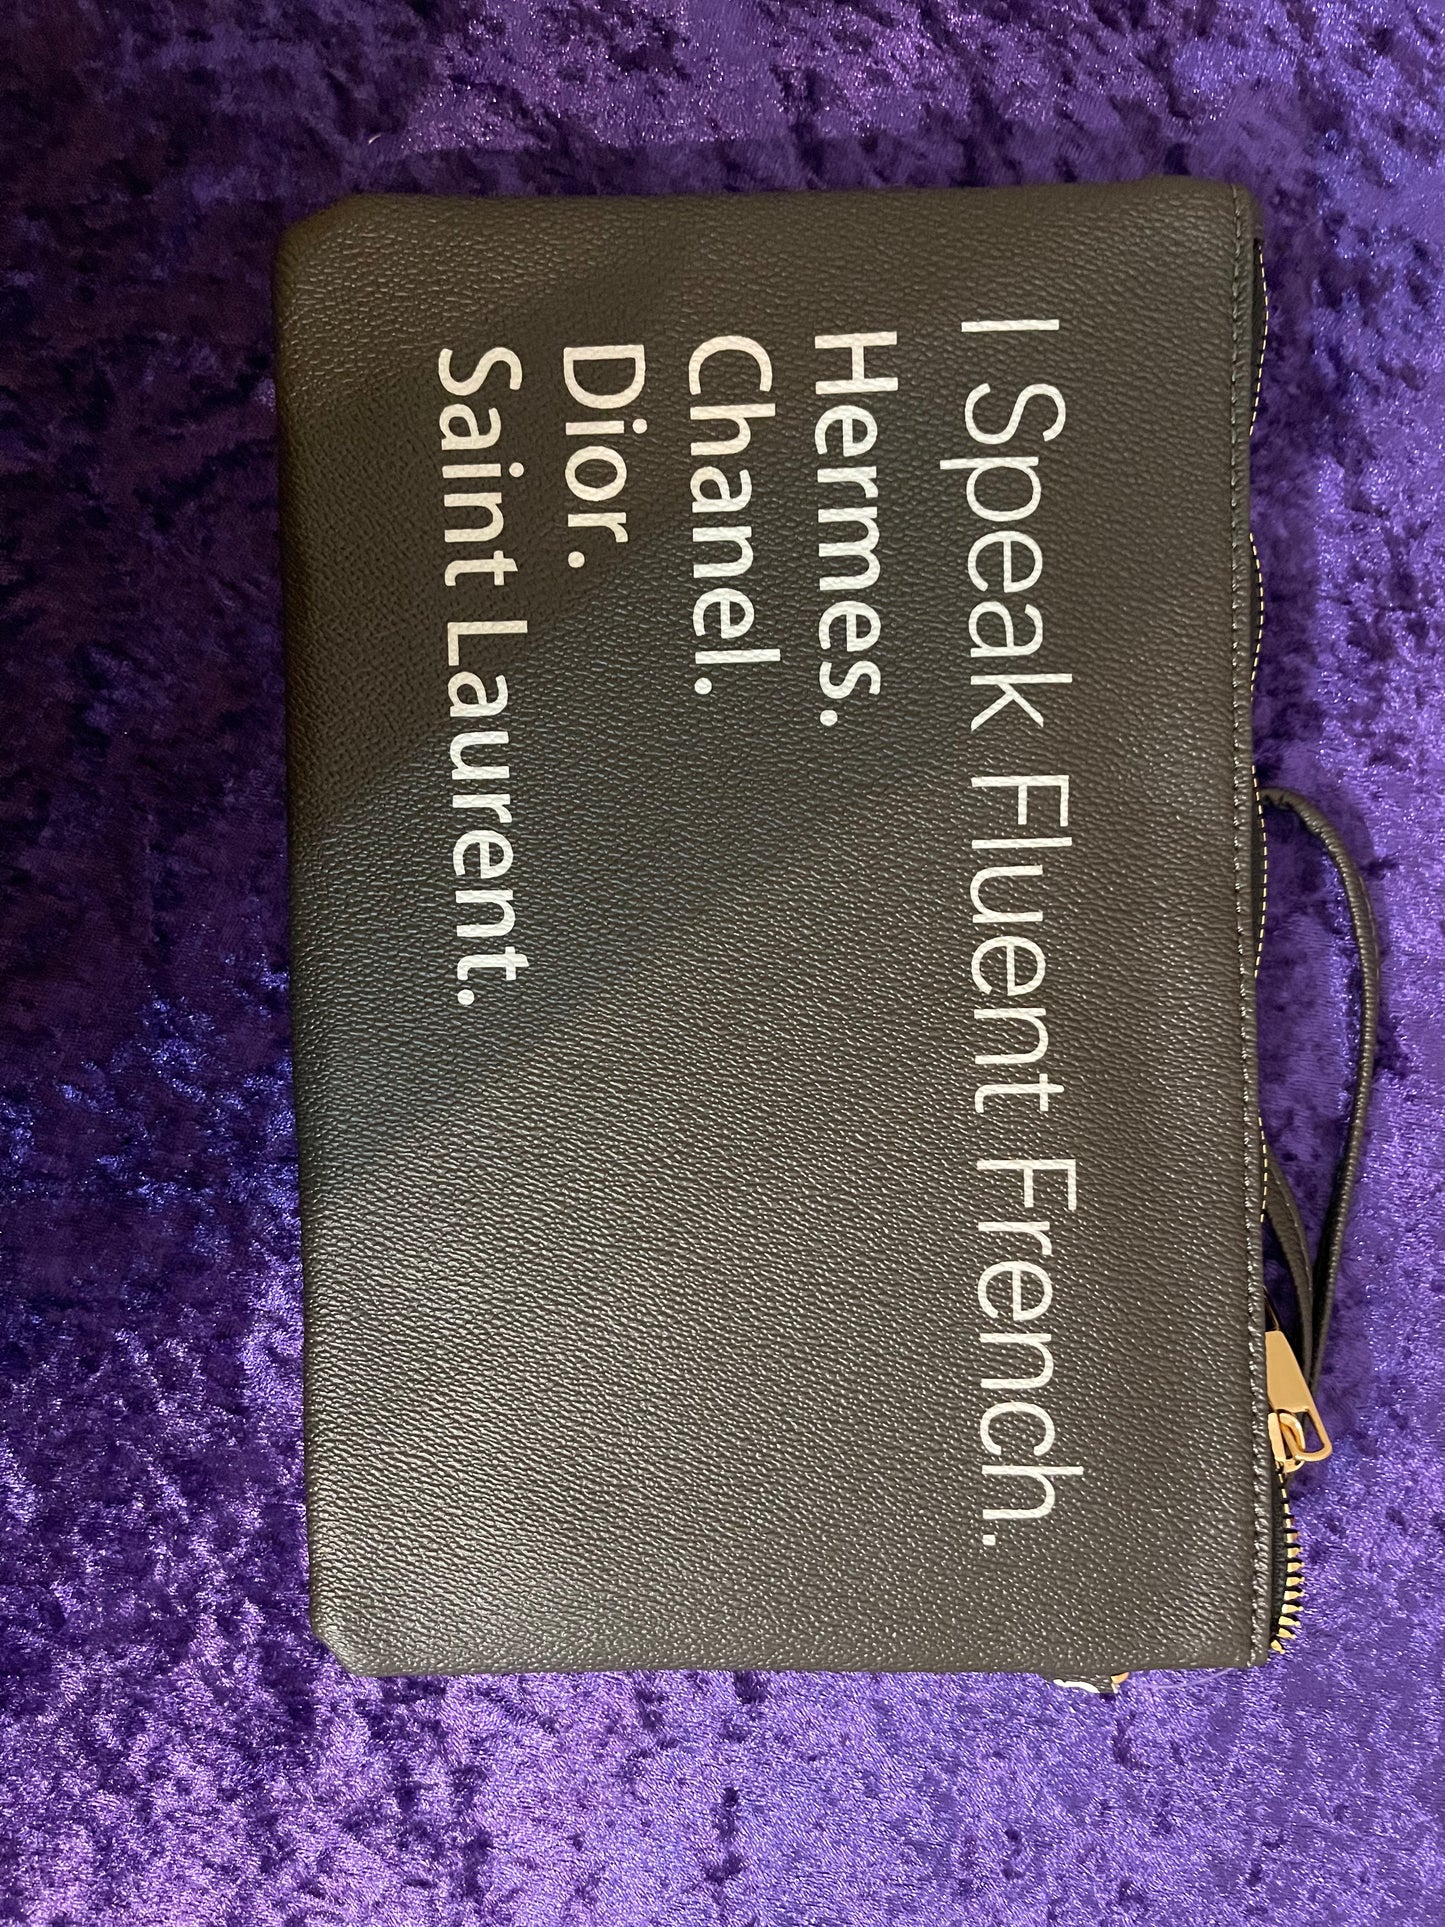 I Speak Fluent French.
Hermes.
Chanel.
Dior.
Saint Laurent.